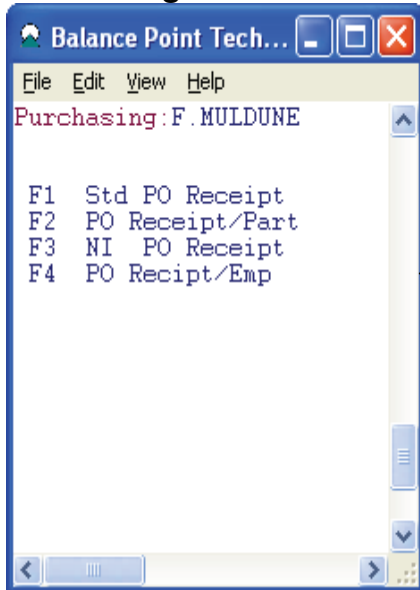 Balance Point Tech...
File Edit View Help
Purchasing:F.MULDUNE
F1 Std PO Receipt
F2 PO Receipt/Part
F3 NI PO Receipt
F4 PO Recipt/Emp